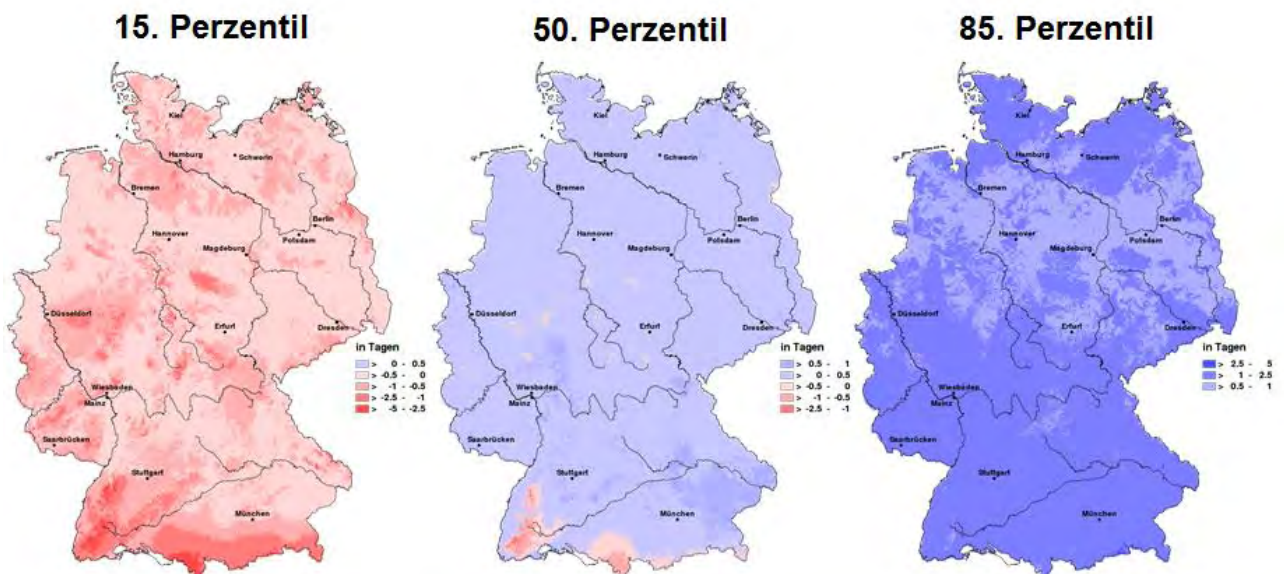 15. Perzentil
50. Perzentil
85. Perzentil
Kiel
Hamburg
Schwerin
Bremen
Berlin
Hannover
Potsdam
Magdeburg
Düsseldorf
Erfurt
Dresden
Wiesbaden
Mainz
Saarbrücken
Stuttgart
München
in Tagen
> 0 - 0.5
> -0.5 - 0
> -1 - -0.5
> -2.5 - -1
> -5 - -2.5
Kiel
Hamburg
Schwerin
Bremen
Berlin
Hannover
Potsdam
Magdeburg
Düsseldorf
Erfurt
Dresden
Wiesbaden
Mainz
Saarbrücken
Stuttgart
München
in Tagen
> 0.5 - 1
> 0 - 0.5
> -0.5 - 0
> -1 - -0.5
> -2.5 - -1
Kiel
Hamburg
Schwerin
Bremen
Berlin
Hannover
Potsdam
Magdeburg
Düsseldorf
Erfurt
Dresden
Wiesbaden
Mainz
Saarbrücken
Stuttgart
München
in Tagen
> 2.5 - 5
> 1 - 2.5
> 0.5 - 1